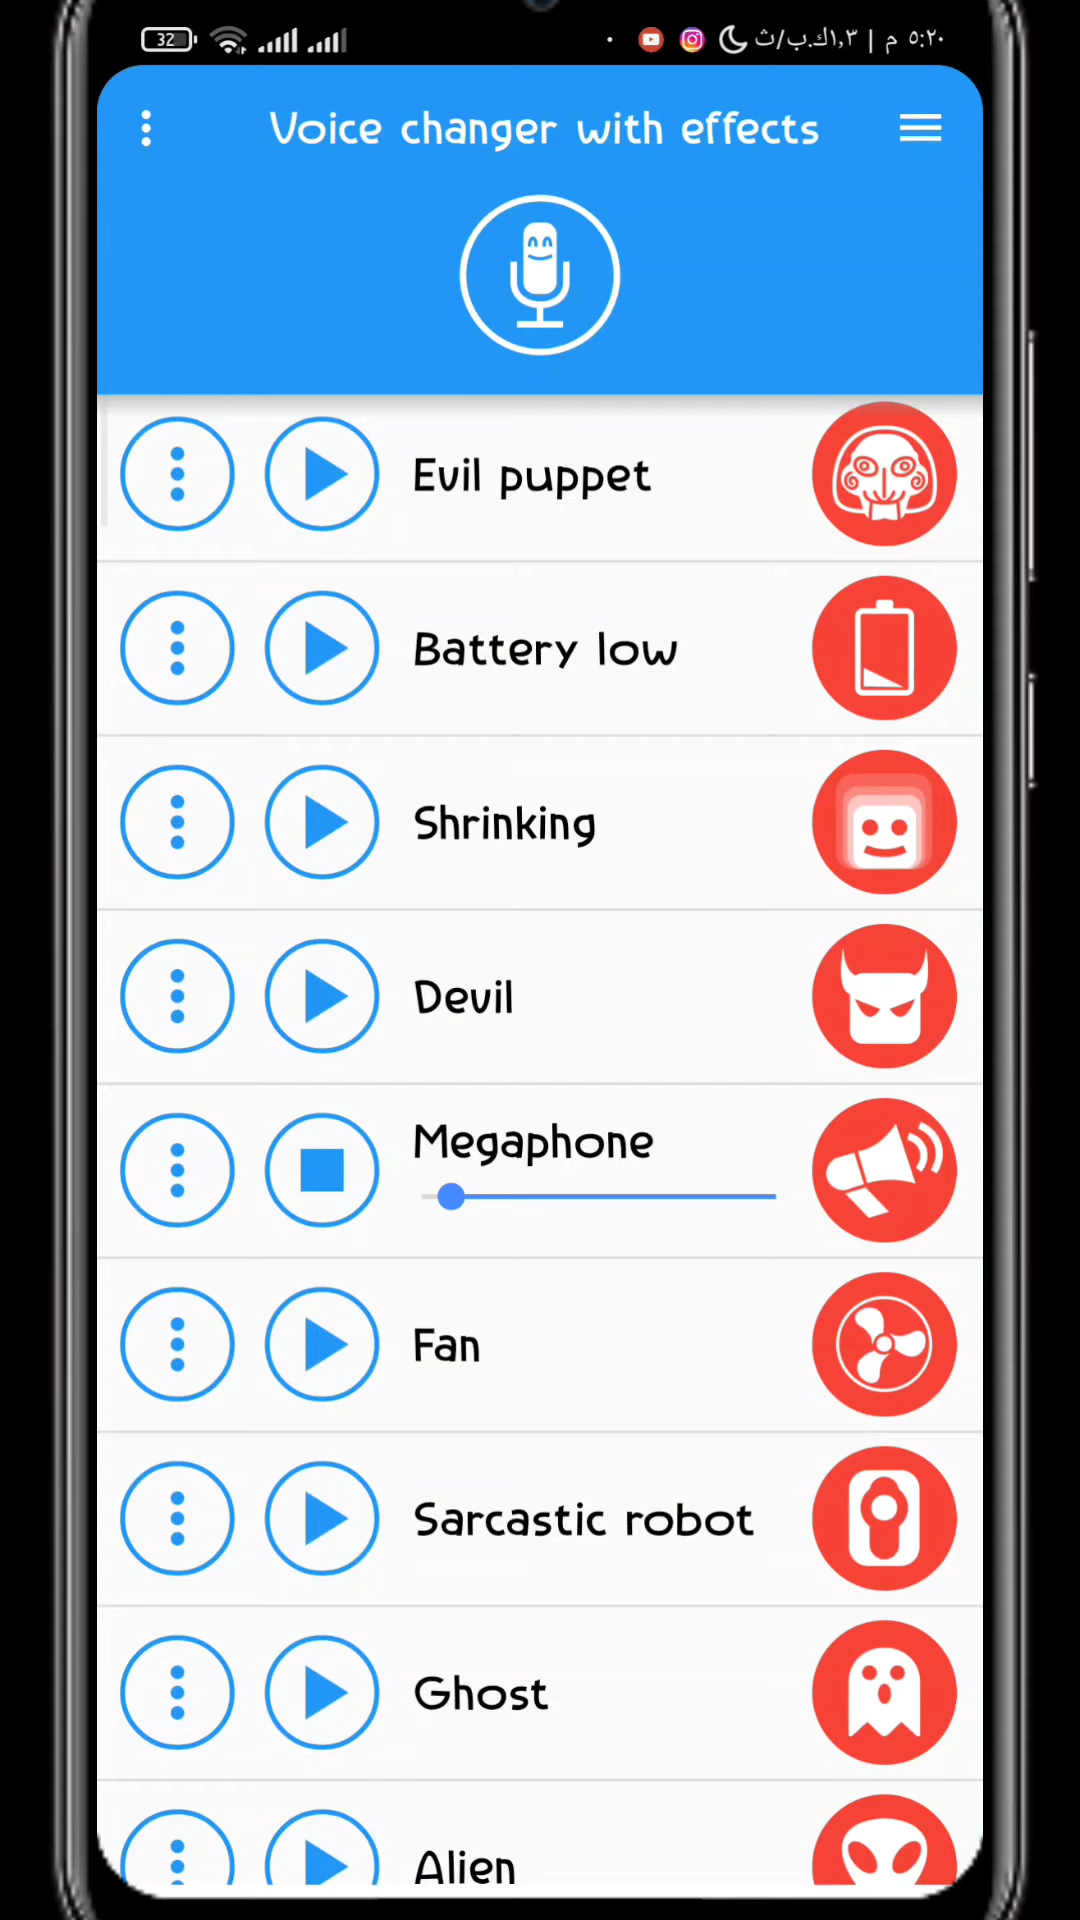 32 ٥:٢٠ م | ١٫٣ك.ب/ث
Voice changer with effects
Evil puppet
Battery low
Shrinking
Devil
Megaphone
Fan
Sarcastic robot
Ghost
Alien